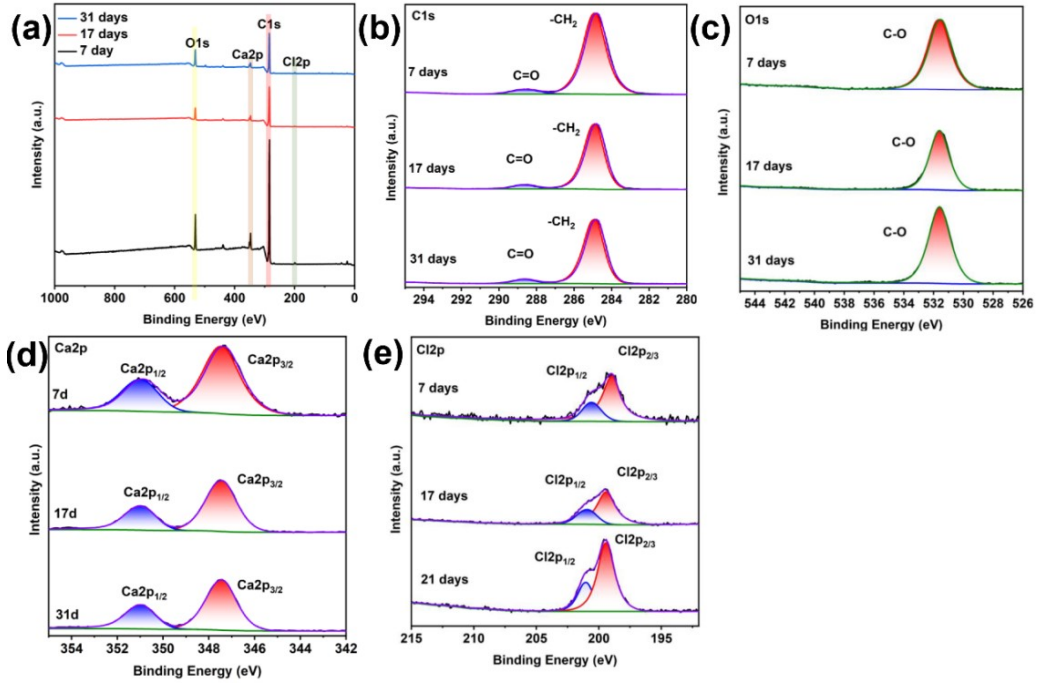 (a)
31 days
17 days
7 day
O1s
Ca2p
C1s
Cl2p
Intensity (a.u.)
1000 800 600 400 200 0
Binding Energy (eV)
(b)
C1s
-CH2
7 days
C=O
-CH2
17 days
C=O
-CH2
31 days
C=O
Intensity (a.u.)
294 292 290 288 286 284 282 280
Binding Energy (eV)
(c)
O1s
C-O
7 days
C-O
17 days
C-O
31 days
Intensity (a.u.)
544 542 540 538 536 534 532 530 528 526
Binding Energy (eV)
(d)
Ca2p
Ca2p1/2
Ca2p3/2
7d
Ca2p1/2
Ca2p3/2
17d
Ca2p1/2
Ca2p3/2
31d
Intensity (a.u.)
354 352 350 348 346 344 342
Binding Energy (eV)
(e)
Cl2p
Cl2p2/3
Cl2p1/2
7 days
Cl2p1/2
Cl2p2/3
17 days
Cl2p1/2
Cl2p2/3
21 days
Intensity (a.u.)
215 210 205 200 195
Binding Energy (eV)